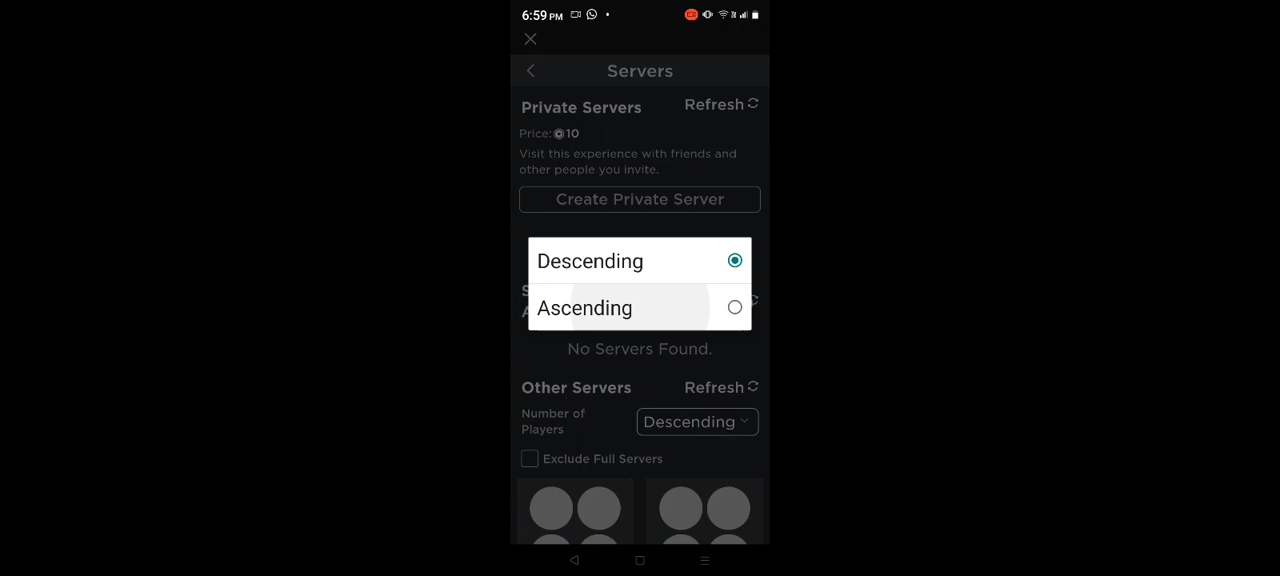 6:59 PM
Servers
Private Servers
Refresh
Price: 10
Visit this experience with friends and
other people you invite.
Create Private Server
Descending
Ascending
No Servers Found.
Other Servers
Refresh
Number of
Players
Descending
Exclude Full Servers